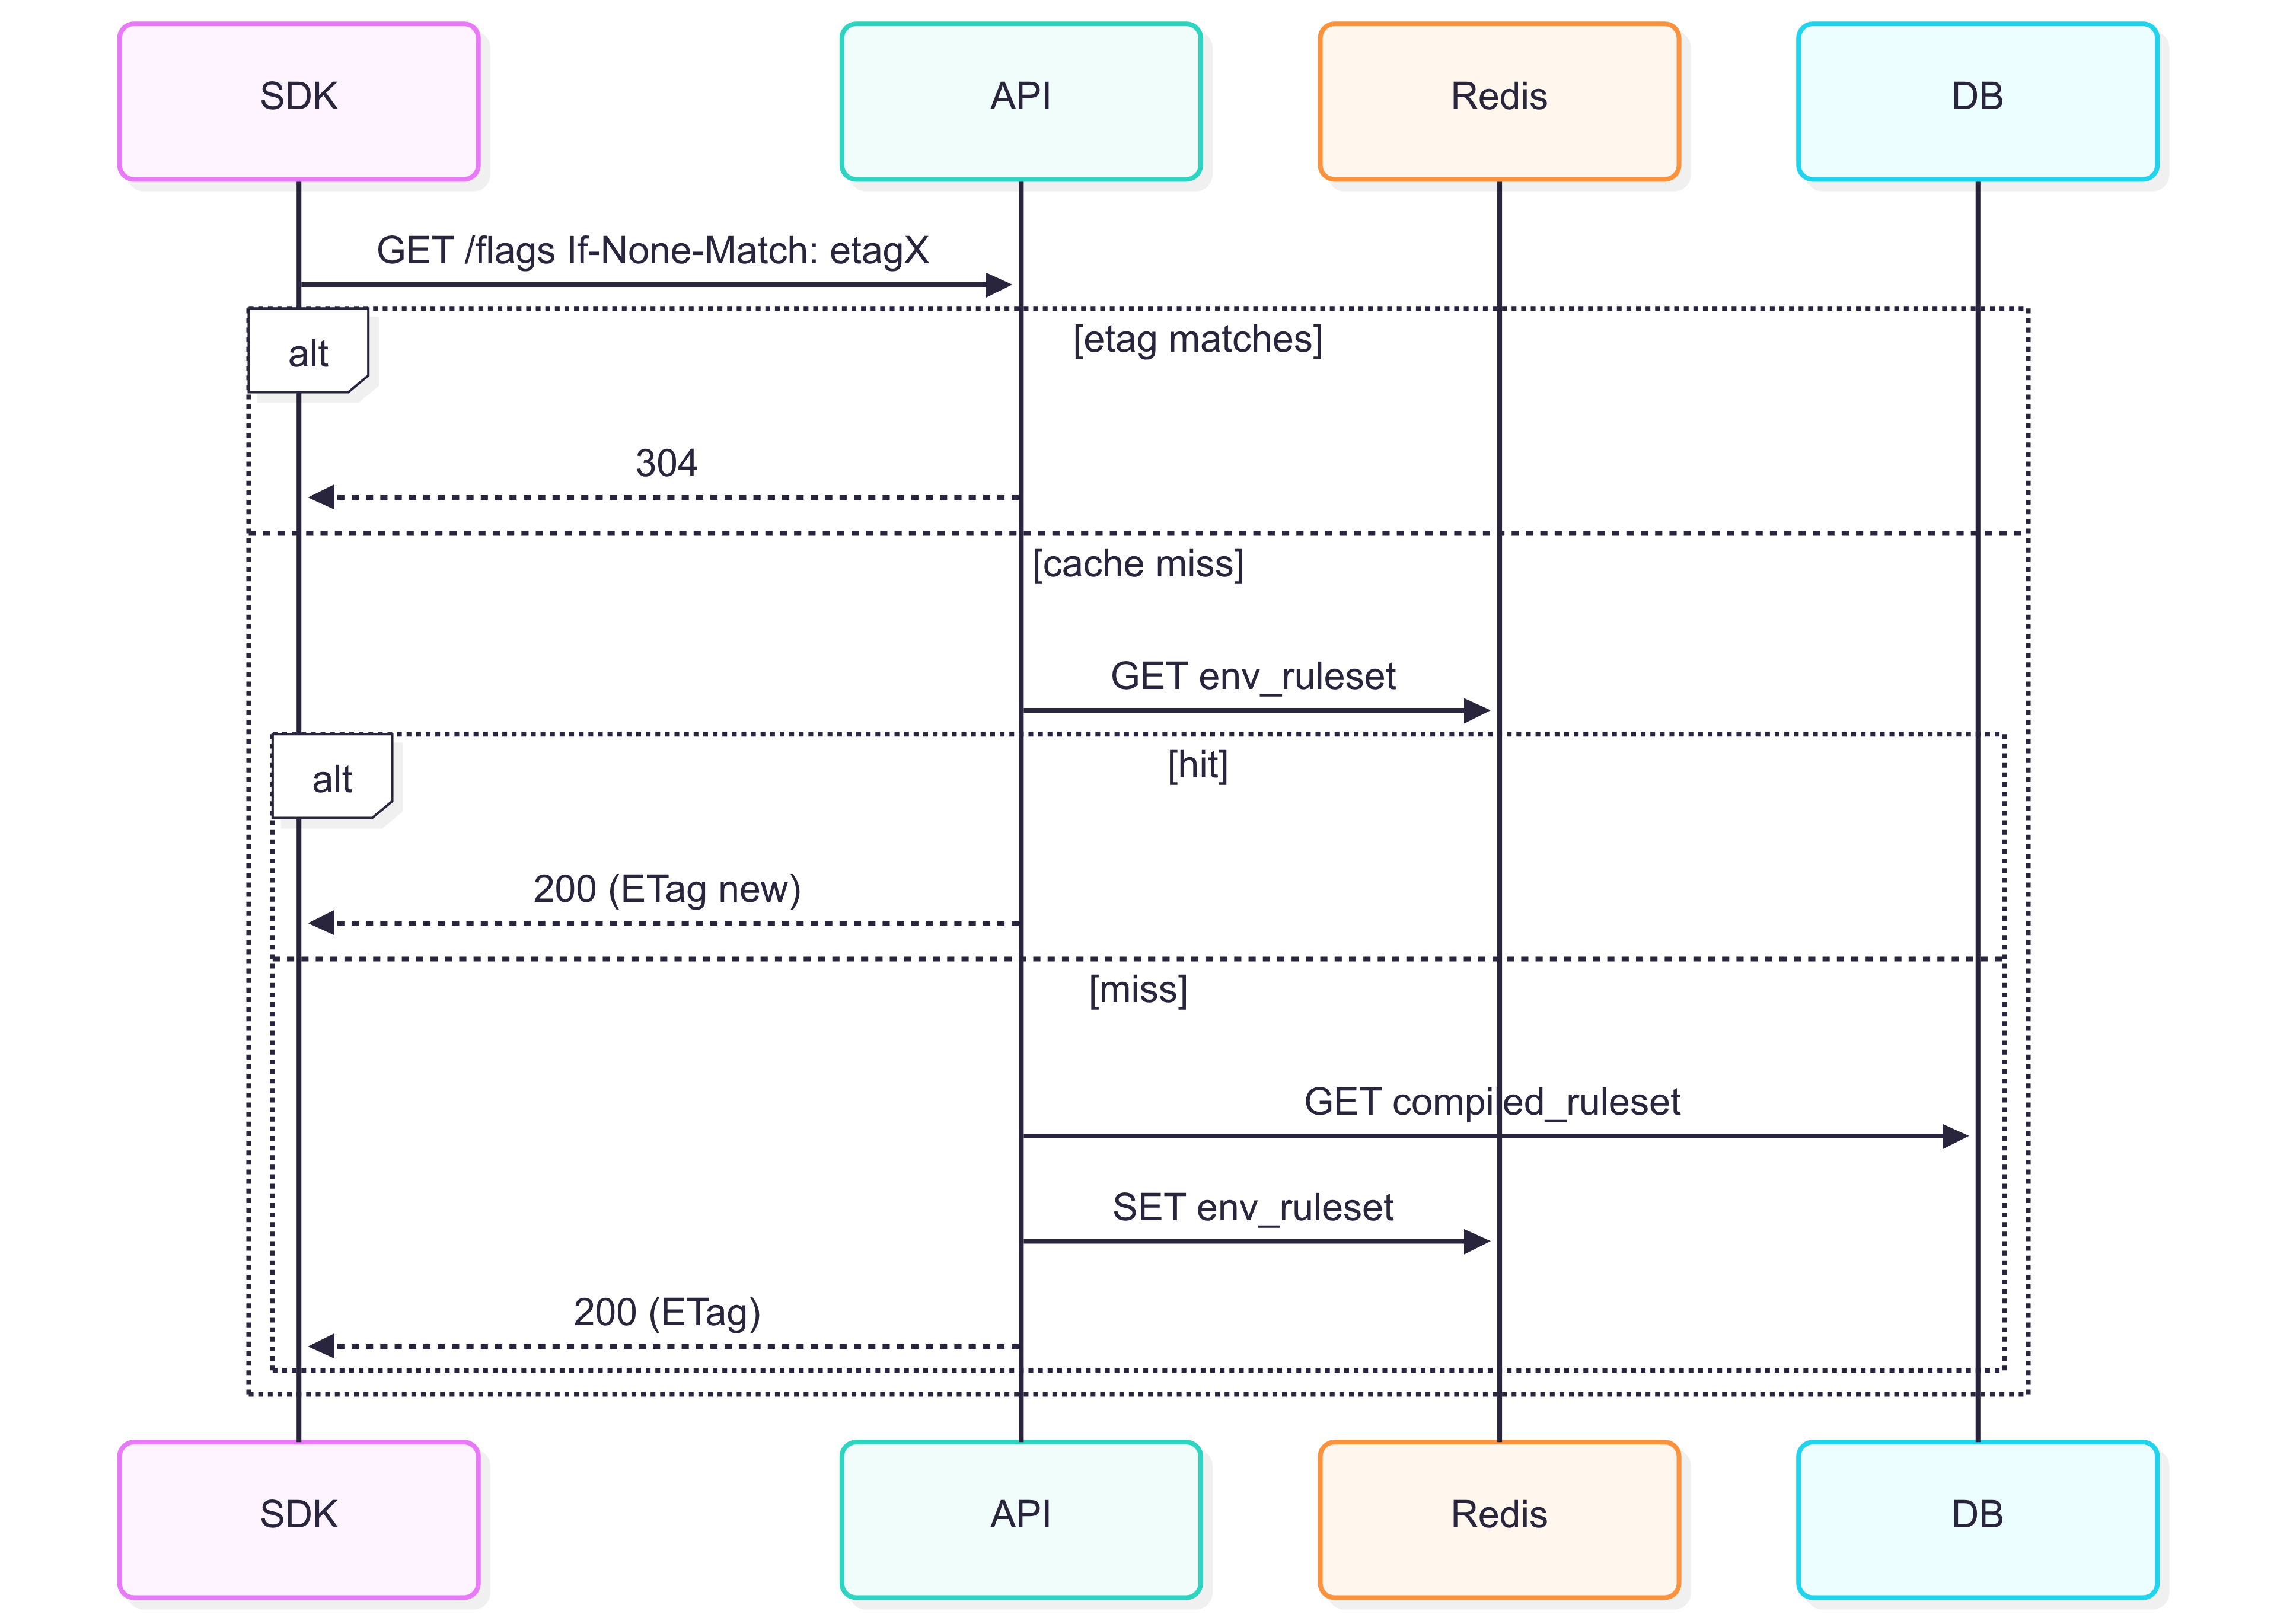 SDK
API
Redis
DB
GET /flags If-None-Match: etagX
alt
[etag matches]
304
[cache miss]
GET env_ruleset
alt
[hit]
200 (ETag new)
[miss]
GET compiled_ruleset
SET env_ruleset
200 (ETag)
SDK
API
Redis
DB